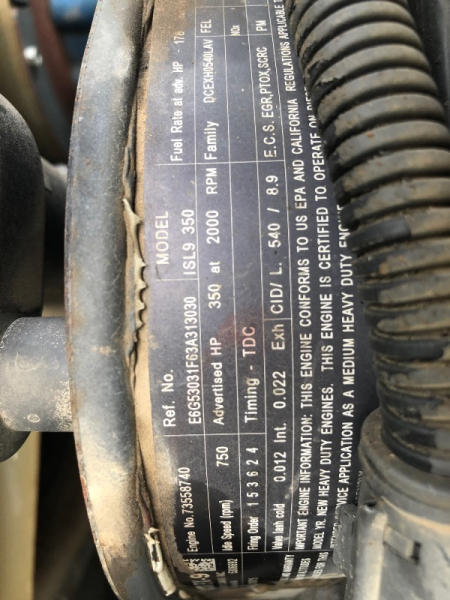 Engine No.73558740 Ref. No. MODEL Fuel Rate at adv. HP
E6G53031F63A313030 ISL9 350
Idle Speed (rpm) 750 Advertised HP 350 at 2000 RPM Family DCEXH0540LAV FEL
NOx
Firing Order 1 5 3 6 2 4 Timing - TDC PM
Valve lash cold 0.012 Int. 0.022 Exh CID/ L. 540 / 8.9 E.C.S. EGR,PTOX,SCRC
IMPORTANT ENGINE INFORMATION: THIS ENGINE CONFORMS TO US EPA AND CALIFORNIA REGULATIONS APPLICABLE
MODEL YR. NEW HEAVY DUTY ENGINES. THIS ENGINE IS CERTIFIED TO OPERATE ON
SERVICE APPLICATION AS A MEDIUM HEAVY DUTY